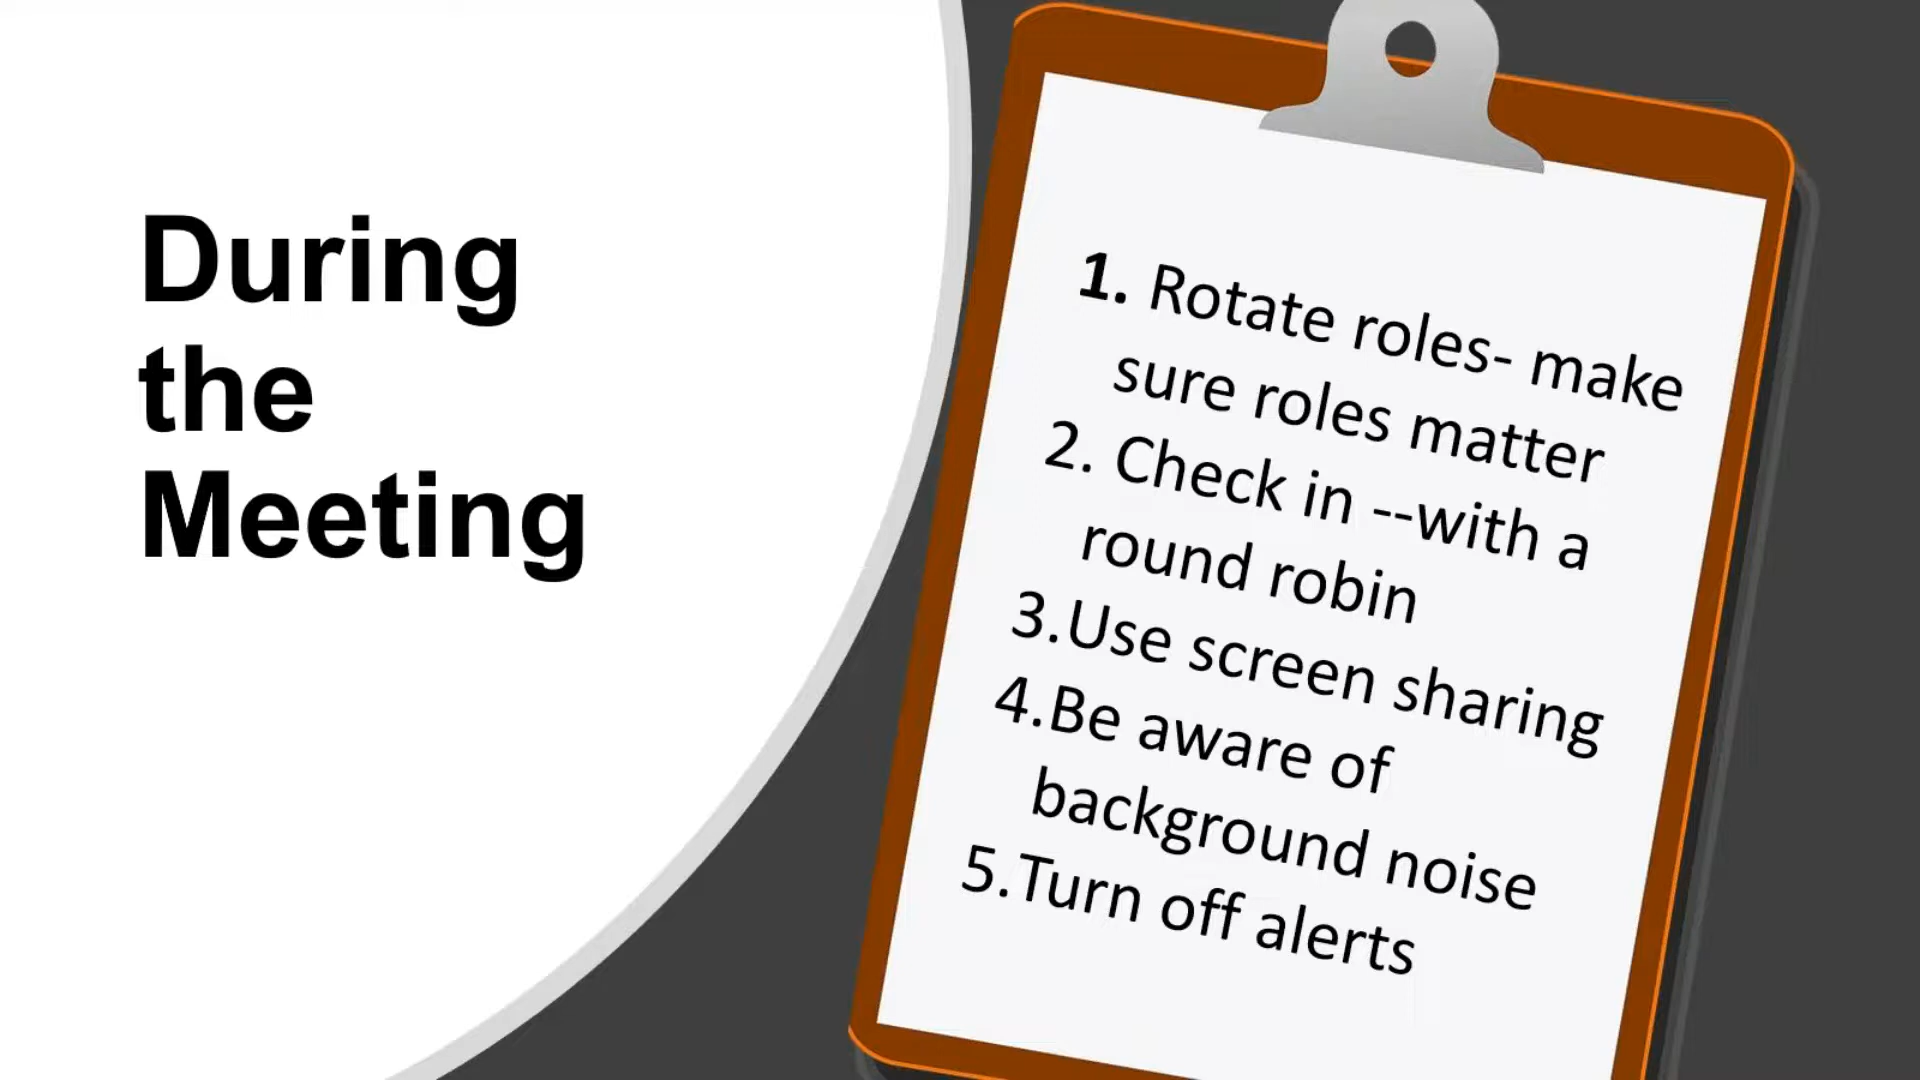 During
the
Meeting
1. Rotate roles- make
sure roles matter
2. Check in --with a
round robin
3.Use screen sharing
4.Be aware of
background noise
5.Turn off alerts